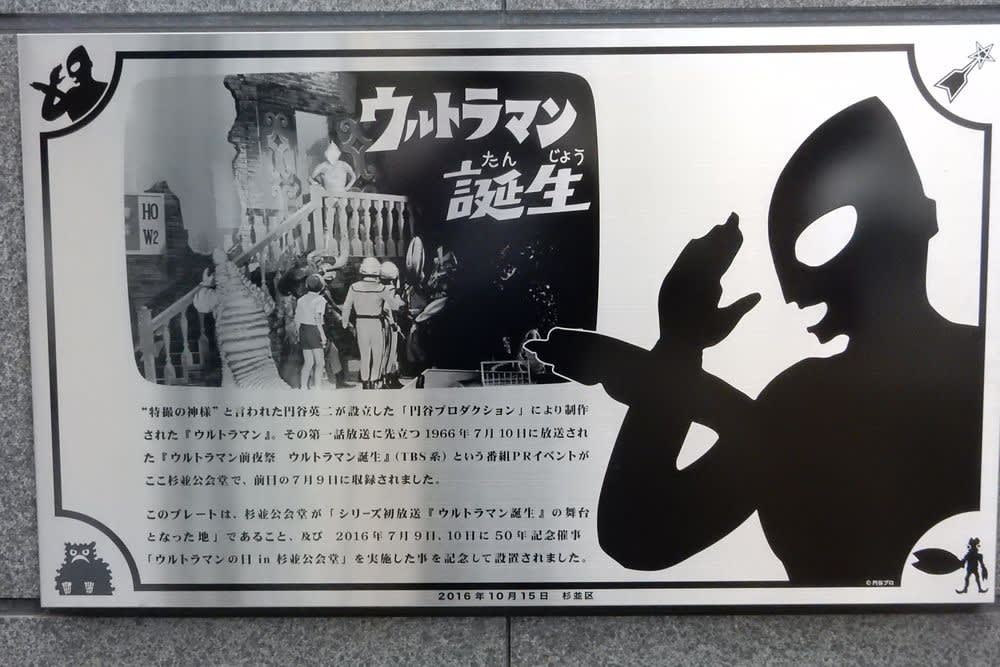 ウルトラマン
たん じょう
誕生
HO
W2
“特撮の神様”と言われた円谷英二が設立した「円谷プロダクション」により制作
された『ウルトラマン』。その第一話放送に先立つ1966年7月10日に放送され
た『ウルトラマン前夜祭　ウルトラマン誕生』（TBS系）という番組PRイベントが
ここ杉並公会堂で、前日の7月9日に収録されました。
このプレートは、杉並公会堂が「シリーズ初放送『ウルトラマン誕生』の舞台
となった地」であること、及び　2016年7月9日、10日に50年記念催事
「ウルトラマンの日 in 杉並公会堂」を実施した事を記念して設置されました。
©円谷プロ
2016年10月15日　杉並区